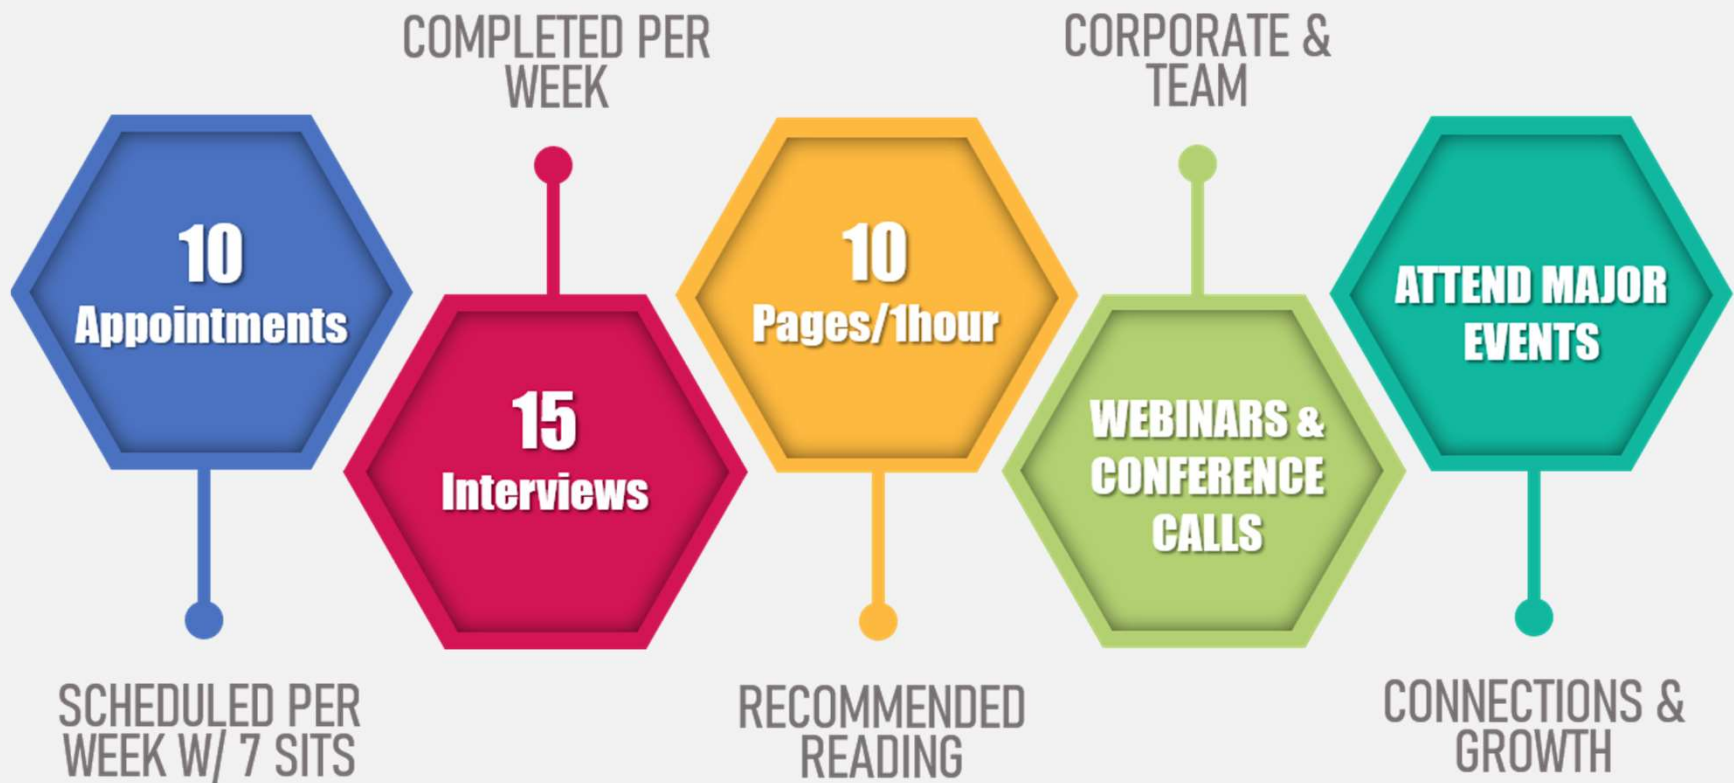 10
Appointments
SCHEDULED PER
WEEK W/ 7 SITS
COMPLETED PER
WEEK
15
Interviews
10
Pages/1hour
RECOMMENDED
READING
CORPORATE &
TEAM
WEBINARS &
CONFERENCE
CALLS
ATTEND MAJOR
EVENTS
CONNECTIONS &
GROWTH